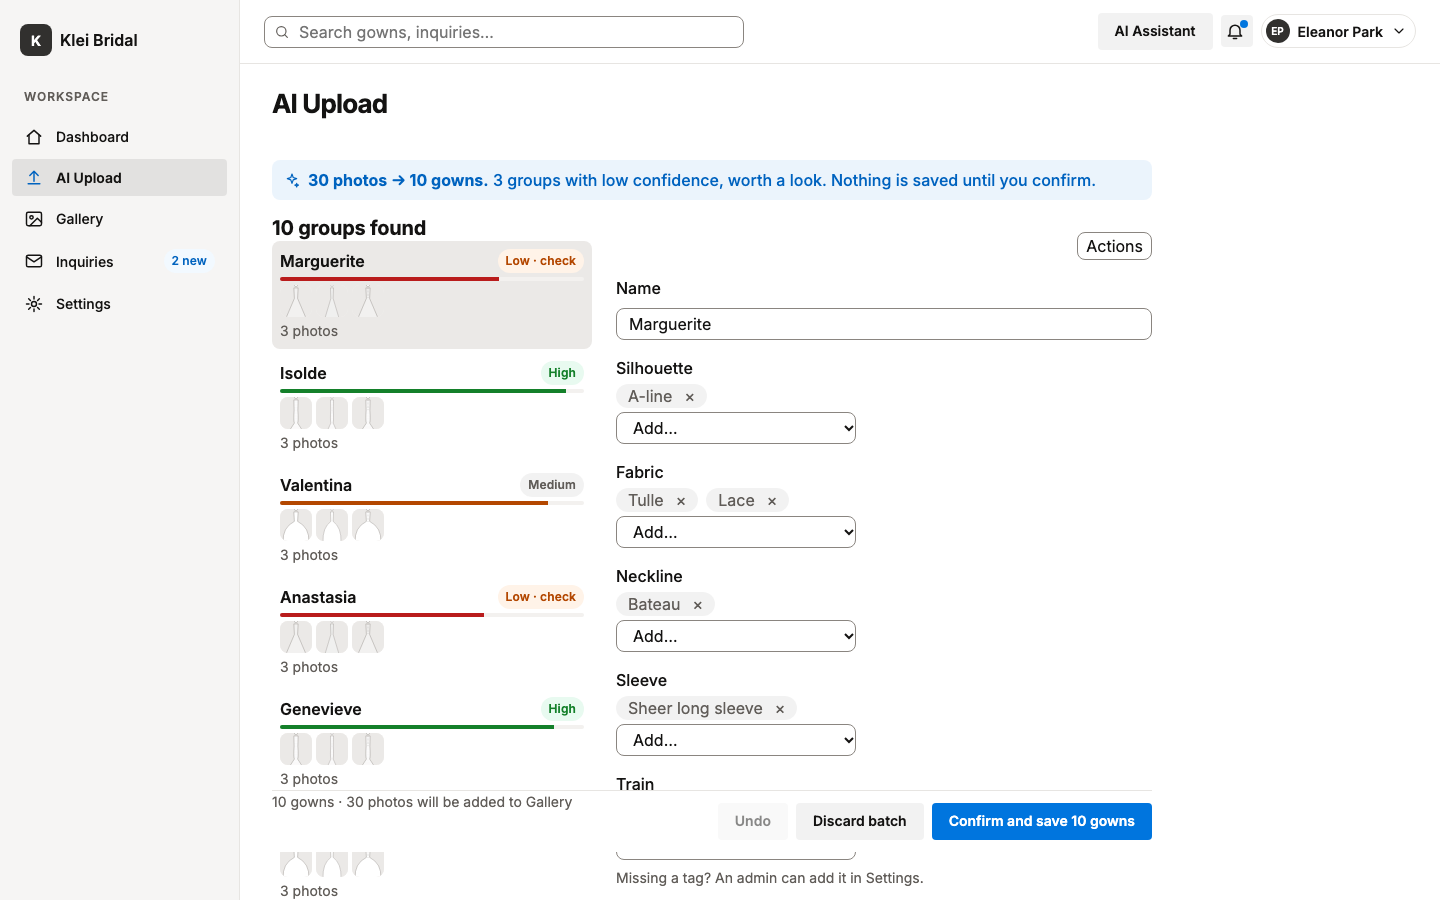 K Klei Bridal
Search gowns, inquiries...
AI Assistant
EP Eleanor Park
WORKSPACE
Dashboard
AI Upload
Gallery
Inquiries 2 new
Settings
AI Upload
30 photos → 10 gowns. 3 groups with low confidence, worth a look. Nothing is saved until you confirm.
10 groups found
Marguerite Low · check
3 photos
Isolde High
3 photos
Valentina Medium
3 photos
Anastasia Low · check
3 photos
Genevieve High
3 photos
3 photos
Actions
Name
Marguerite
Silhouette
A-line ×
Add...
Fabric
Tulle × Lace ×
Add...
Neckline
Bateau ×
Add...
Sleeve
Sheer long sleeve ×
Add...
Train
Missing a tag? An admin can add it in Settings.
10 gowns · 30 photos will be added to Gallery
Undo
Discard batch
Confirm and save 10 gowns